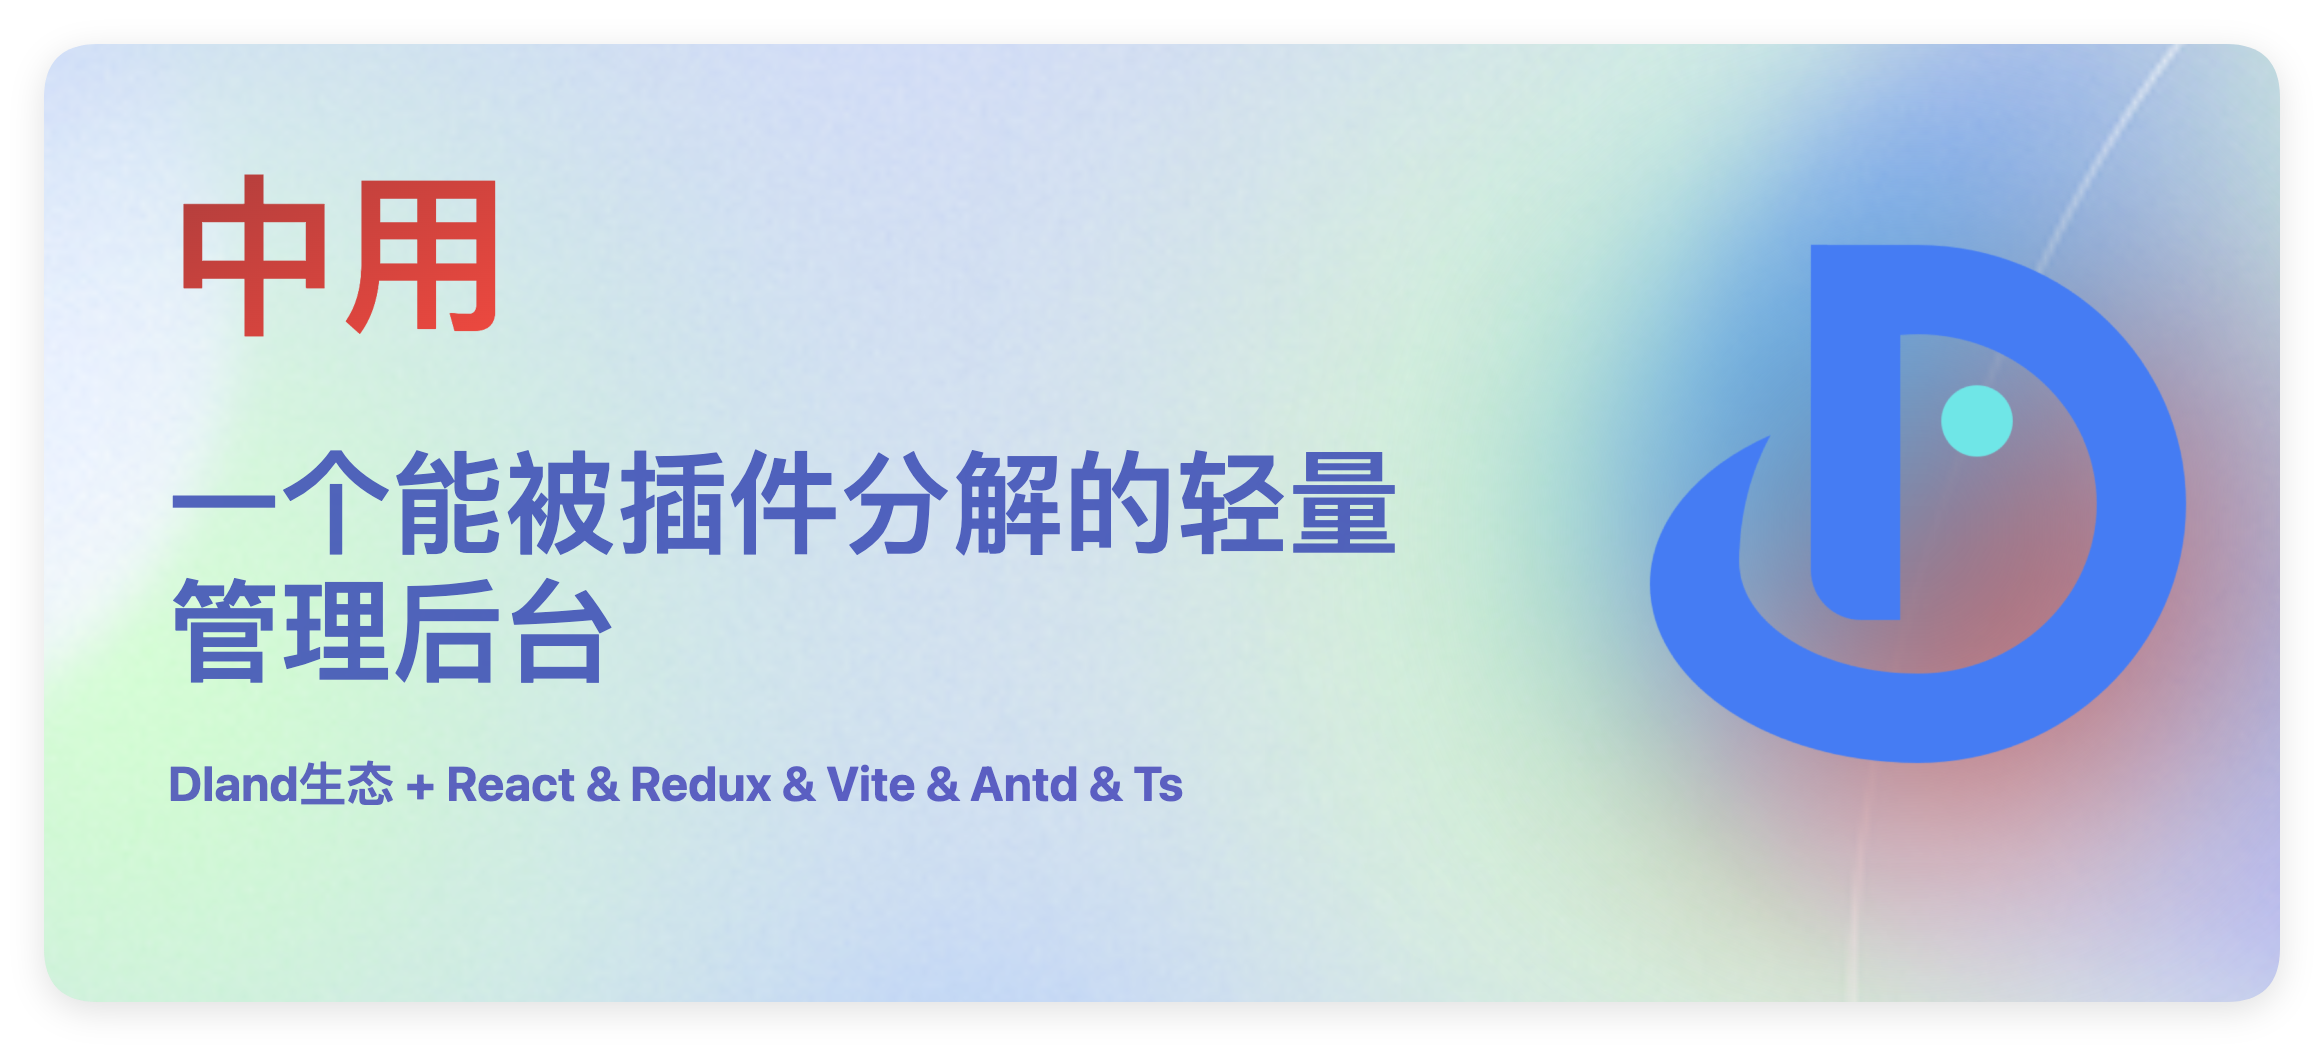 中用
一个能被插件分解的轻量
管理后台
Dland生态 + React & Redux & Vite & Antd & Ts